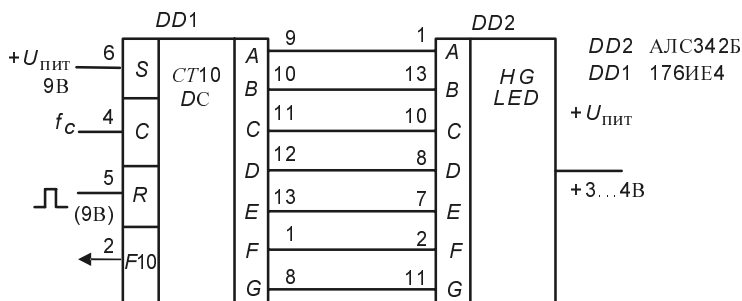 DD1
DD2
+Uпит 6 S CT10 A 9 1 A HG DD2 АЛС342Б
9В DC LED DD1 176ИЕ4
B 10 13 B
fc 4 C C 11 10 C +Uпит
D 12 8 D
5 R E 13 7 E +3...4В
(9В)
2 F10 F 1 2 F
G 8 11 G